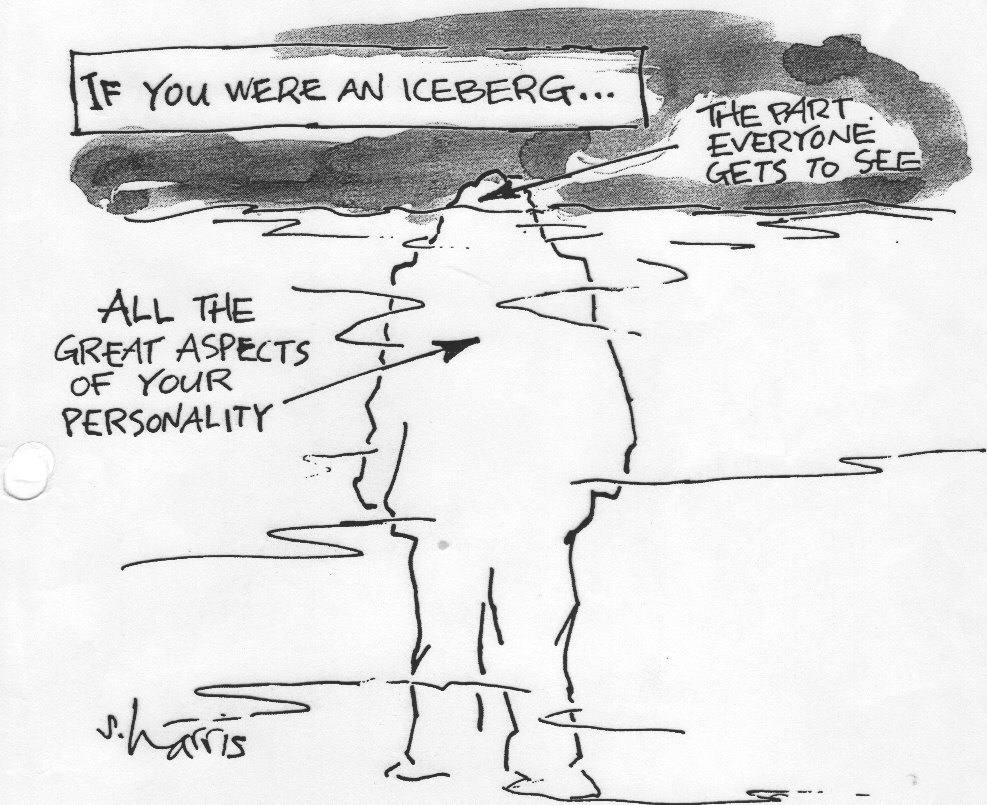 IF YOU WERE AN ICEBERG...
THE PART
EVERYONE
GETS TO SEE
ALL THE
GREAT ASPECTS
OF YOUR
PERSONALITY
S. Harris